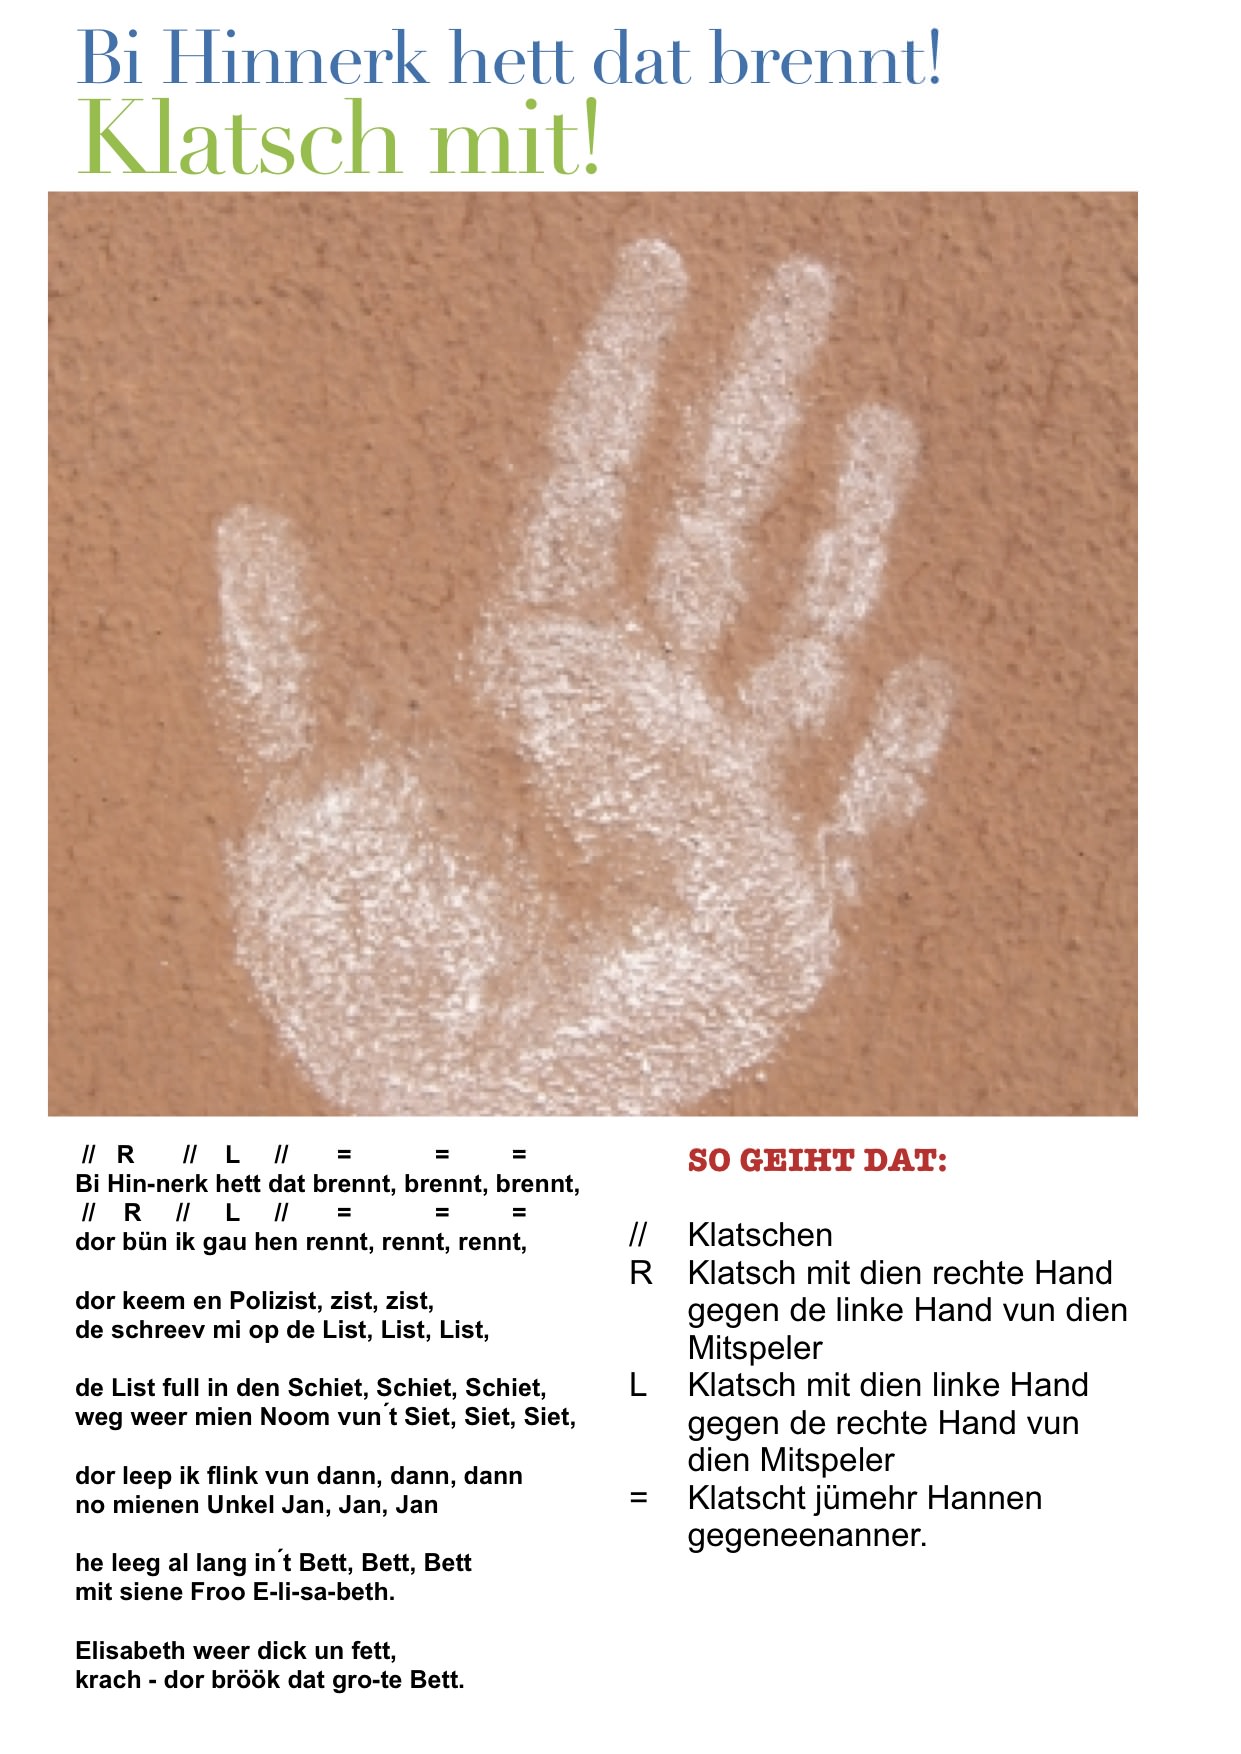 Bi Hinnerk hett dat brennt!
Klatsch mit!
// R // L // = = =
Bi Hin-nerk hett dat brennt, brennt, brennt,
// R // L // = = =
dor bün ik gau hen rennt, rennt, rennt,
dor keem en Polizist, zist, zist,
de schreev mi op de List, List, List,
de List full in den Schiet, Schiet, Schiet,
weg weer mien Noom vun´t Siet, Siet, Siet,
dor leep ik flink vun dann, dann, dann
no mienen Unkel Jan, Jan, Jan
he leeg al lang in´t Bett, Bett, Bett
mit siene Froo E-li-sa-beth.
Elisabeth weer dick un fett,
krach - dor bröök dat gro-te Bett.
SO GEIHT DAT:
// Klatschen
R Klatsch mit dien rechte Hand
gegen de linke Hand vun dien
Mitspeler
L Klatsch mit dien linke Hand
gegen de rechte Hand vun
dien Mitspeler
= Klatscht jümehr Hannen
gegeneenanner.